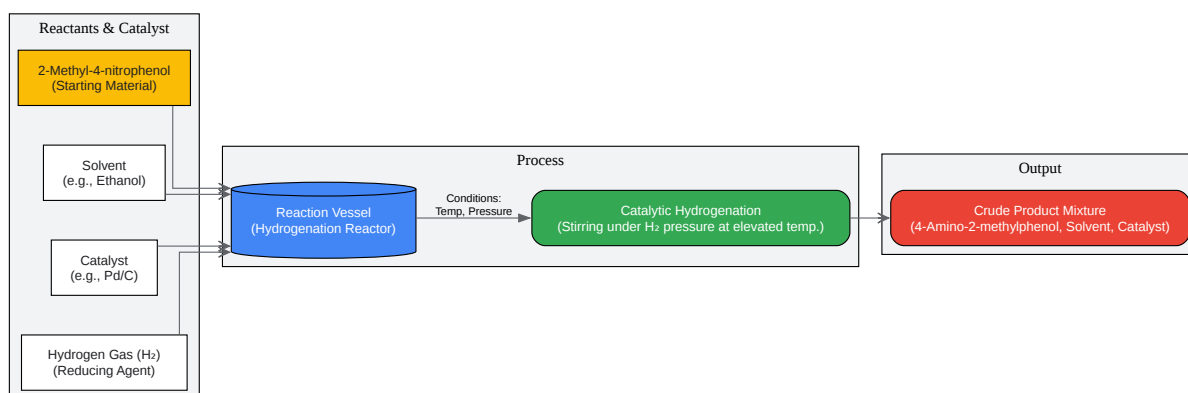 Reactants & Catalyst
2-Methyl-4-nitrophenol
(Starting Material)
Solvent
(e.g., Ethanol)
Catalyst
(e.g., Pd/C)
Hydrogen Gas (H₂)
(Reducing Agent)
Process
Reaction Vessel
(Hydrogenation Reactor)
Conditions:
Temp, Pressure
Catalytic Hydrogenation
(Stirring under H₂ pressure at elevated temp.)
Output
Crude Product Mixture
(4-Amino-2-methylphenol, Solvent, Catalyst)